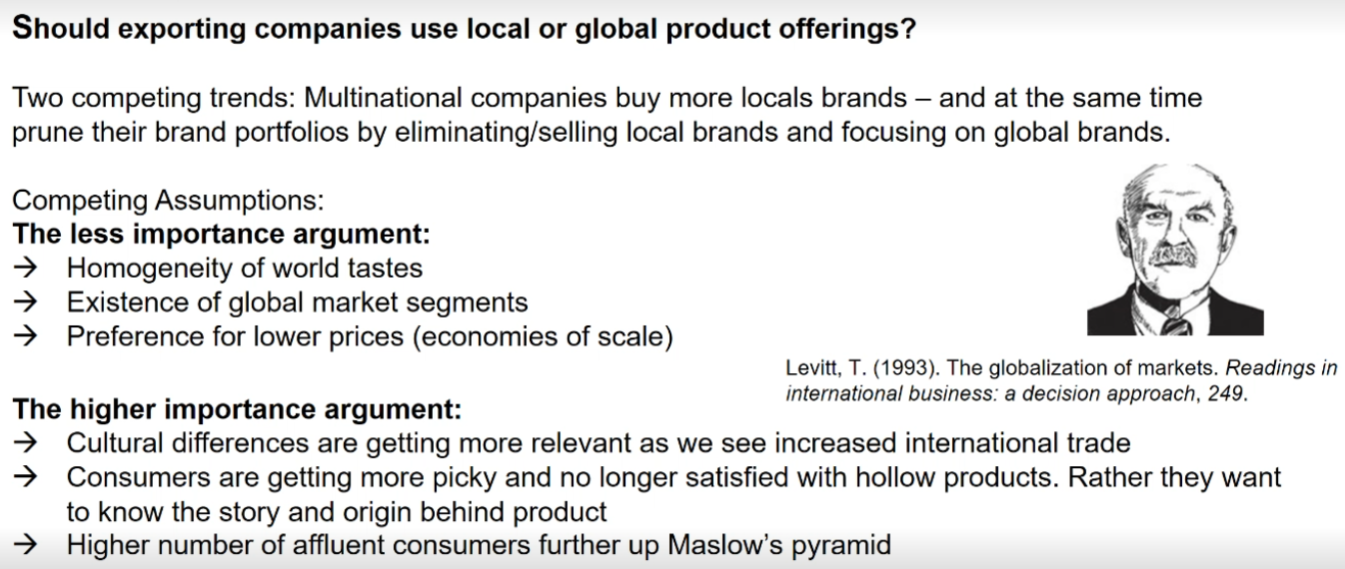 Should exporting companies use local or global product offerings?
Two competing trends: Multinational companies buy more locals brands – and at the same time
prune their brand portfolios by eliminating/selling local brands and focusing on global brands.
Competing Assumptions:
The less importance argument:
→ Homogeneity of world tastes
→ Existence of global market segments
→ Preference for lower prices (economies of scale)
Levitt, T. (1993). The globalization of markets. Readings in
international business: a decision approach, 249.
The higher importance argument:
→ Cultural differences are getting more relevant as we see increased international trade
→ Consumers are getting more picky and no longer satisfied with hollow products. Rather they want
to know the story and origin behind product
→ Higher number of affluent consumers further up Maslow’s pyramid